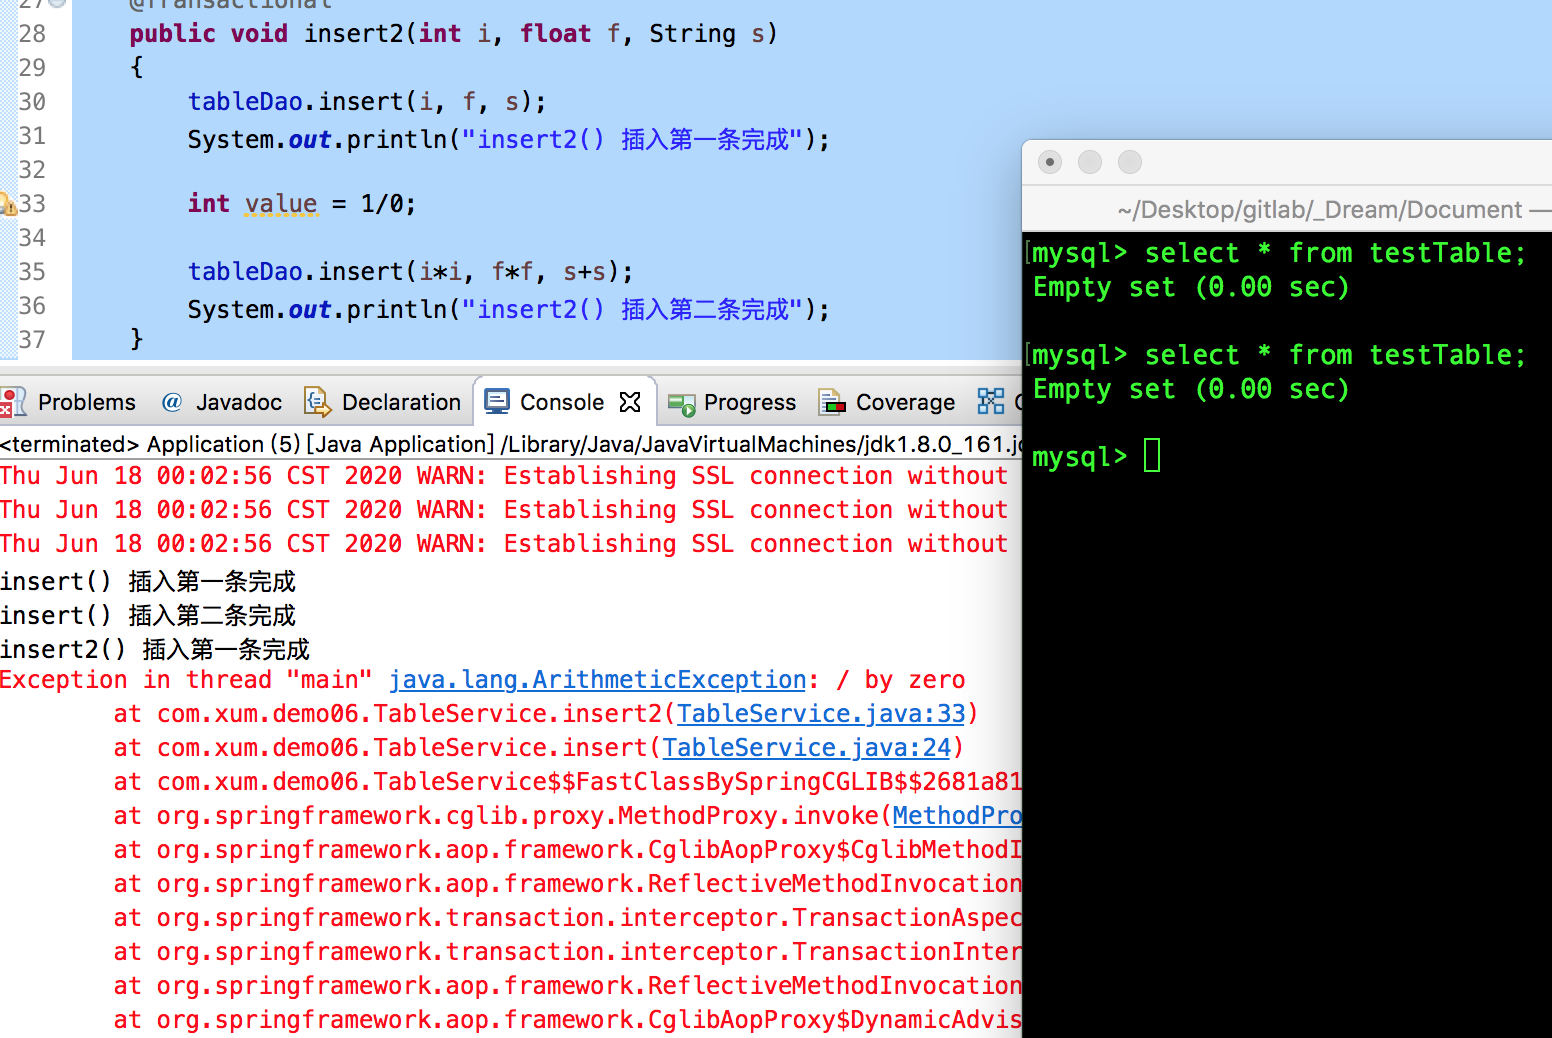 27 @Transactional
28 public void insert2(int i, float f, String s)
29 {
30 tableDao.insert(i, f, s);
31 System.out.println("insert2() 插入第一条完成");
32
33 int value = 1/0;
34
35 tableDao.insert(i*i, f*f, s+s);
36 System.out.println("insert2() 插入第二条完成");
37 }
Problems @ Javadoc Declaration Console Progress Coverage
<terminated> Application (5) [Java Application] /Library/Java/JavaVirtualMachines/jdk1.8.0_161.j
Thu Jun 18 00:02:56 CST 2020 WARN: Establishing SSL connection without
Thu Jun 18 00:02:56 CST 2020 WARN: Establishing SSL connection without
Thu Jun 18 00:02:56 CST 2020 WARN: Establishing SSL connection without
insert() 插入第一条完成
insert() 插入第二条完成
insert2() 插入第一条完成
Exception in thread "main" java.lang.ArithmeticException: / by zero
at com.xum.demo06.TableService.insert2(TableService.java:33)
at com.xum.demo06.TableService.insert(TableService.java:24)
at com.xum.demo06.TableService$$FastClassBySpringCGLIB$$2681a81
at org.springframework.cglib.proxy.MethodProxy.invoke(MethodPro
at org.springframework.aop.framework.CglibAopProxy$CglibMethodI
at org.springframework.aop.framework.ReflectiveMethodInvocation
at org.springframework.transaction.interceptor.TransactionAspec
at org.springframework.transaction.interceptor.TransactionInter
at org.springframework.aop.framework.ReflectiveMethodInvocation
at org.springframework.aop.framework.CglibAopProxy$DynamicAdvis
~/Desktop/gitlab/_Dream/Document —
mysql> select * from testTable;
Empty set (0.00 sec)
mysql> select * from testTable;
Empty set (0.00 sec)
mysql>